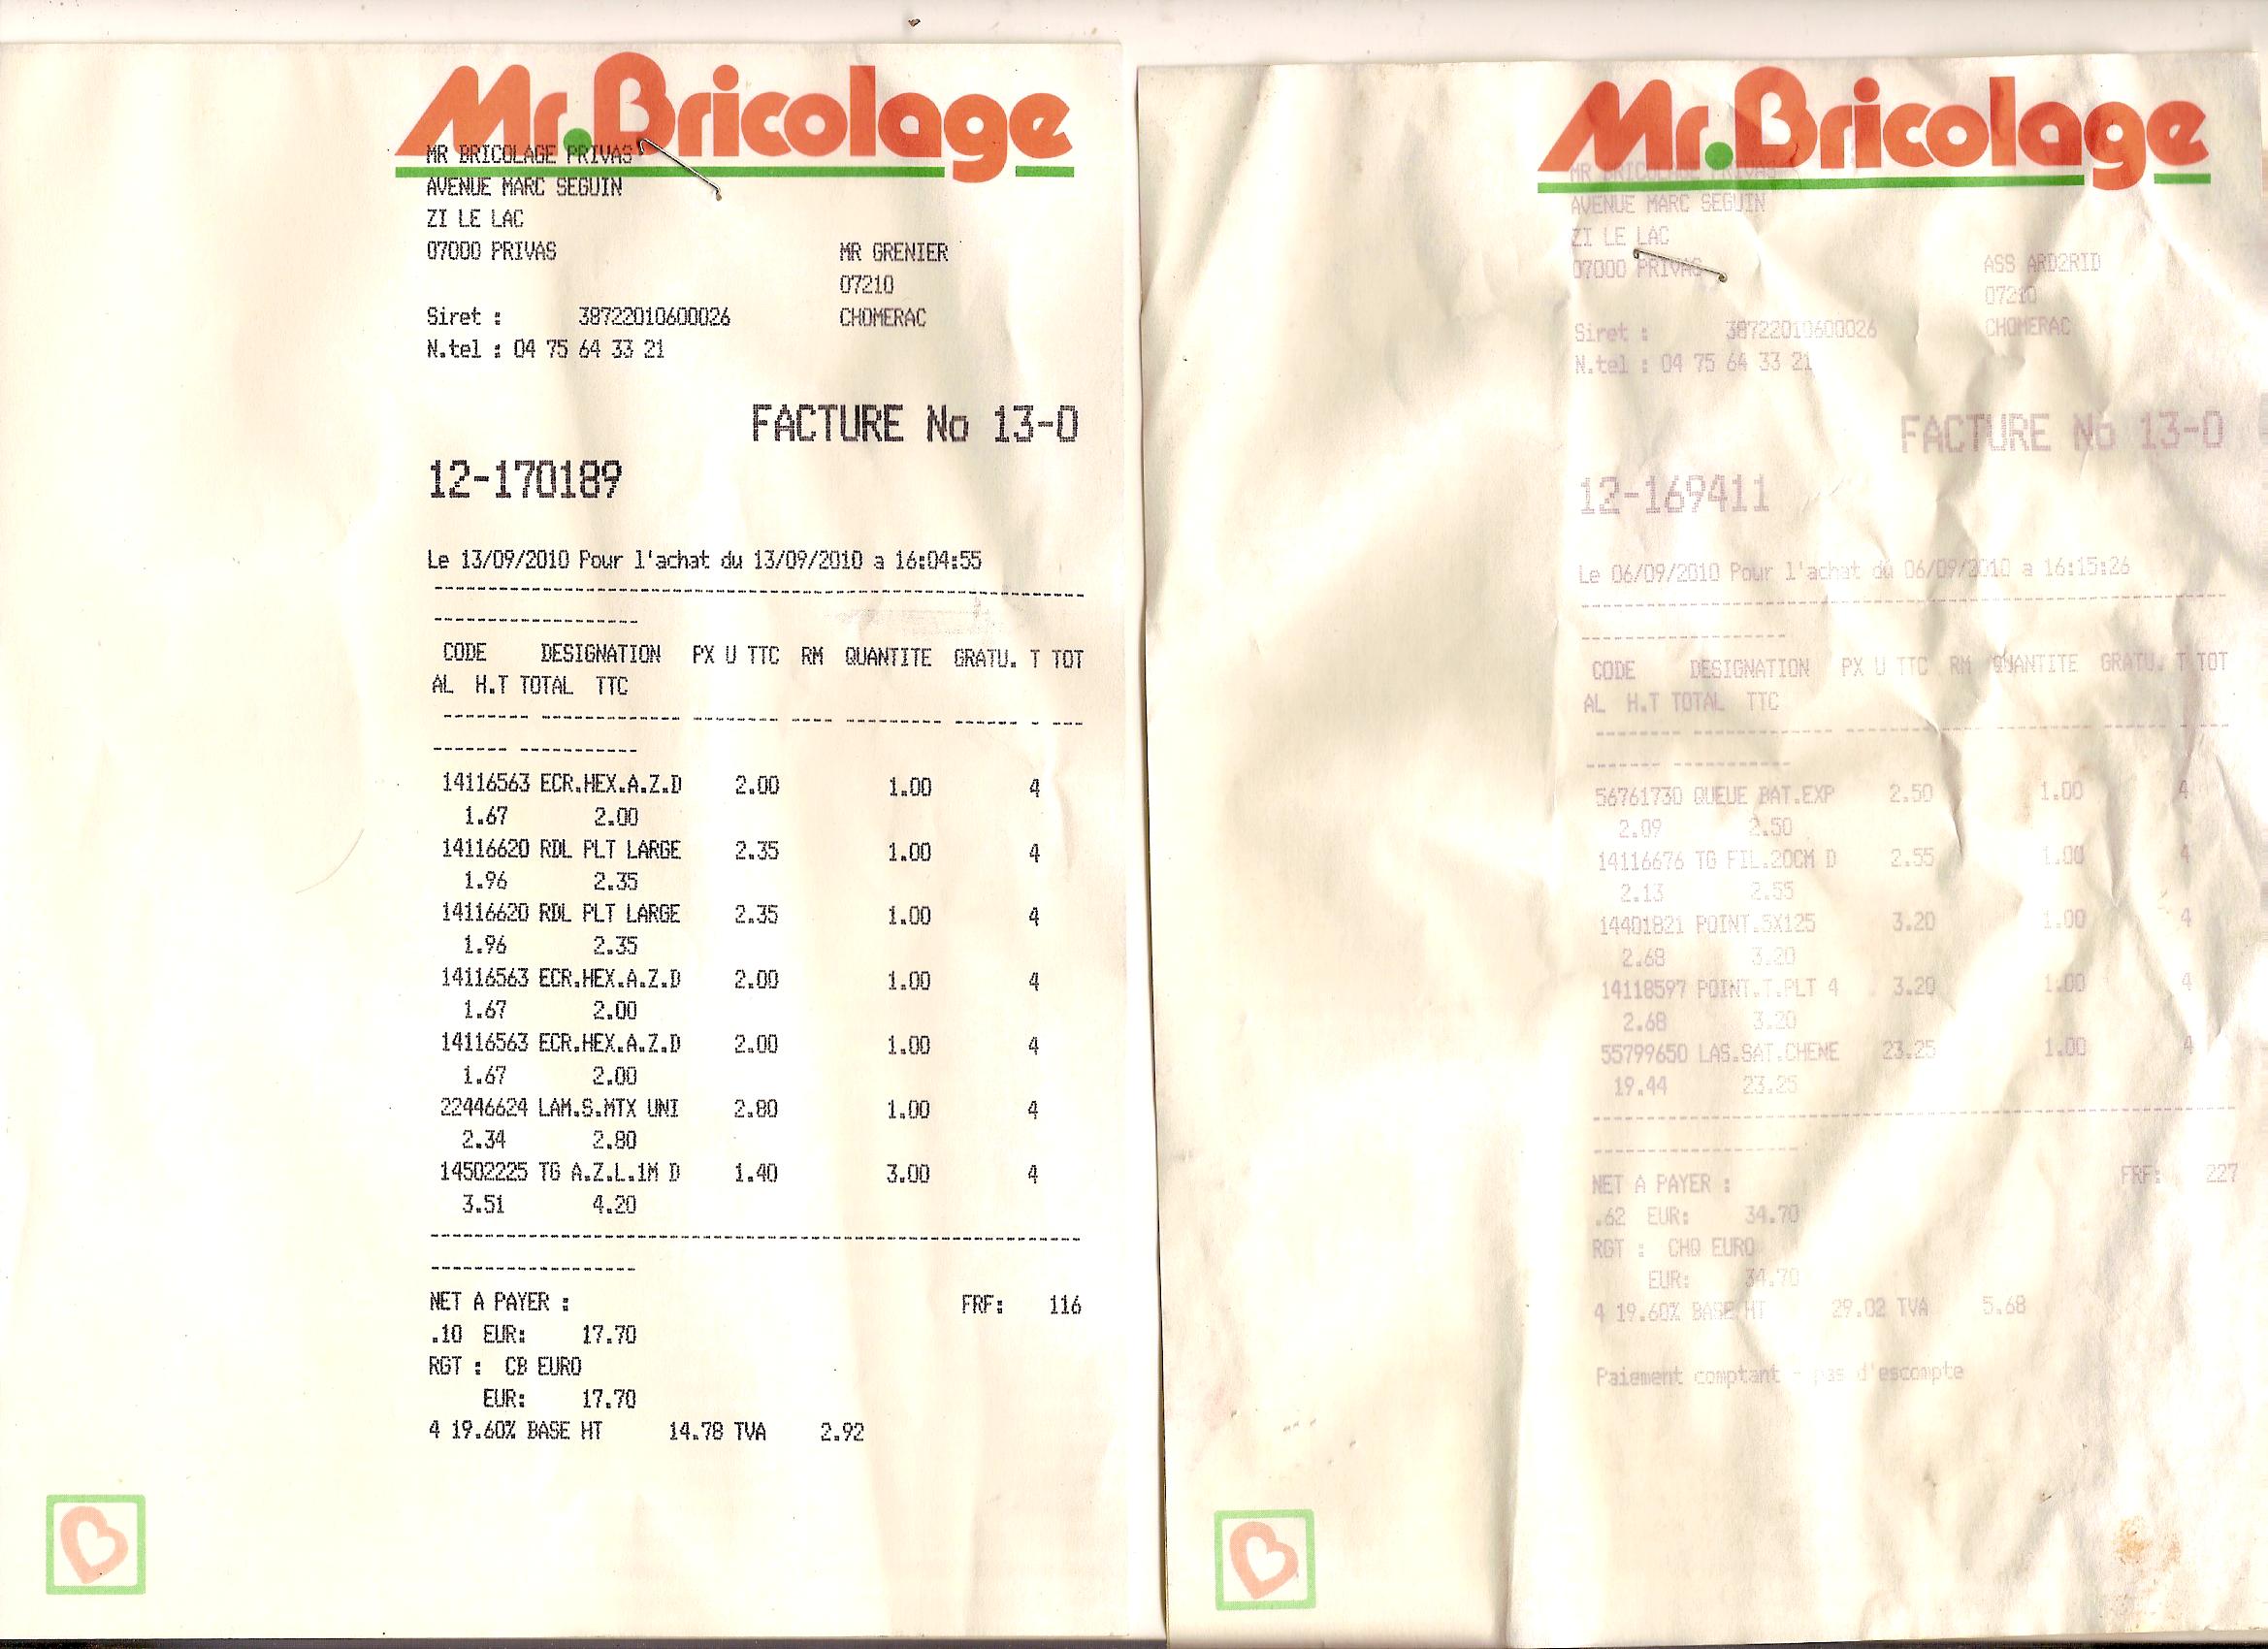 Mr.Bricolage
MR BRICOLAGE PRIVAS
AVENUE MARC SEGUIN
ZI LE LAC
07000 PRIVAS
MR GRENIER
07210
CHOMERAC
Siret : 38722010600026
N.tel : 04 75 64 33 21
FACTURE No 13-0
12-170189
Le 13/09/2010 Pour l'achat du 13/09/2010 a 16:04:55
CODE DESIGNATION PX U TTC RM QUANTITE GRATU. T TOT
AL H.T TOTAL TTC
14116563 ECR.HEX.A.Z.D 2.00 1.00 4
1.67 2.00
14116620 RDL PLT LARGE 2.35 1.00 4
1.96 2.35
14116620 RDL PLT LARGE 2.35 1.00 4
1.96 2.35
14116563 ECR.HEX.A.Z.D 2.00 1.00 4
1.67 2.00
14116563 ECR.HEX.A.Z.D 2.00 1.00 4
1.67 2.00
22446624 LAM.S.MTX UNI 2.80 1.00 4
2.34 2.80
14502225 TG A.Z.L.1M D 1.40 3.00 4
3.51 4.20
NET A PAYER : FRF: 116
.10 EUR: 17.70
RGT : CB EURO
EUR: 17.70
4 19.60% BASE HT 14.78 TVA 2.92
Mr.Bricolage
MR BRICOLAGE PRIVAS
AVENUE MARC SEGUIN
ZI LE LAC
07000 PRIVAS
ASS ARD2RID
07210
CHOMERAC
Siret : 38722010600026
N.tel : 04 75 64 33 21
FACTURE No 13-0
12-169411
Le 06/09/2010 Pour l'achat du 06/09/2010 a 16:15:26
CODE DESIGNATION PX U TTC RM QUANTITE GRATU. T TOT
AL H.T TOTAL TTC
56761730 QUEUE BAT.EXP 2.50 1.00 4
2.09 2.50
14116676 TG FIL.20CM D 2.55 1.00 4
2.13 2.55
14401821 POINT.5X125 3.20 1.00 4
2.68 3.20
14118597 POINT.T.PLT 4 3.20 1.00 4
2.68 3.20
55799650 LAS.SAT.CHENE 23.25 1.00 4
19.44 23.25
NET A PAYER : FRF: 227
.62 EUR: 34.70
RGT : CHQ EURO
EUR: 34.70
4 19.60% BASE HT 29.02 TVA 5.68
Paiement comptant - pas d'escompte